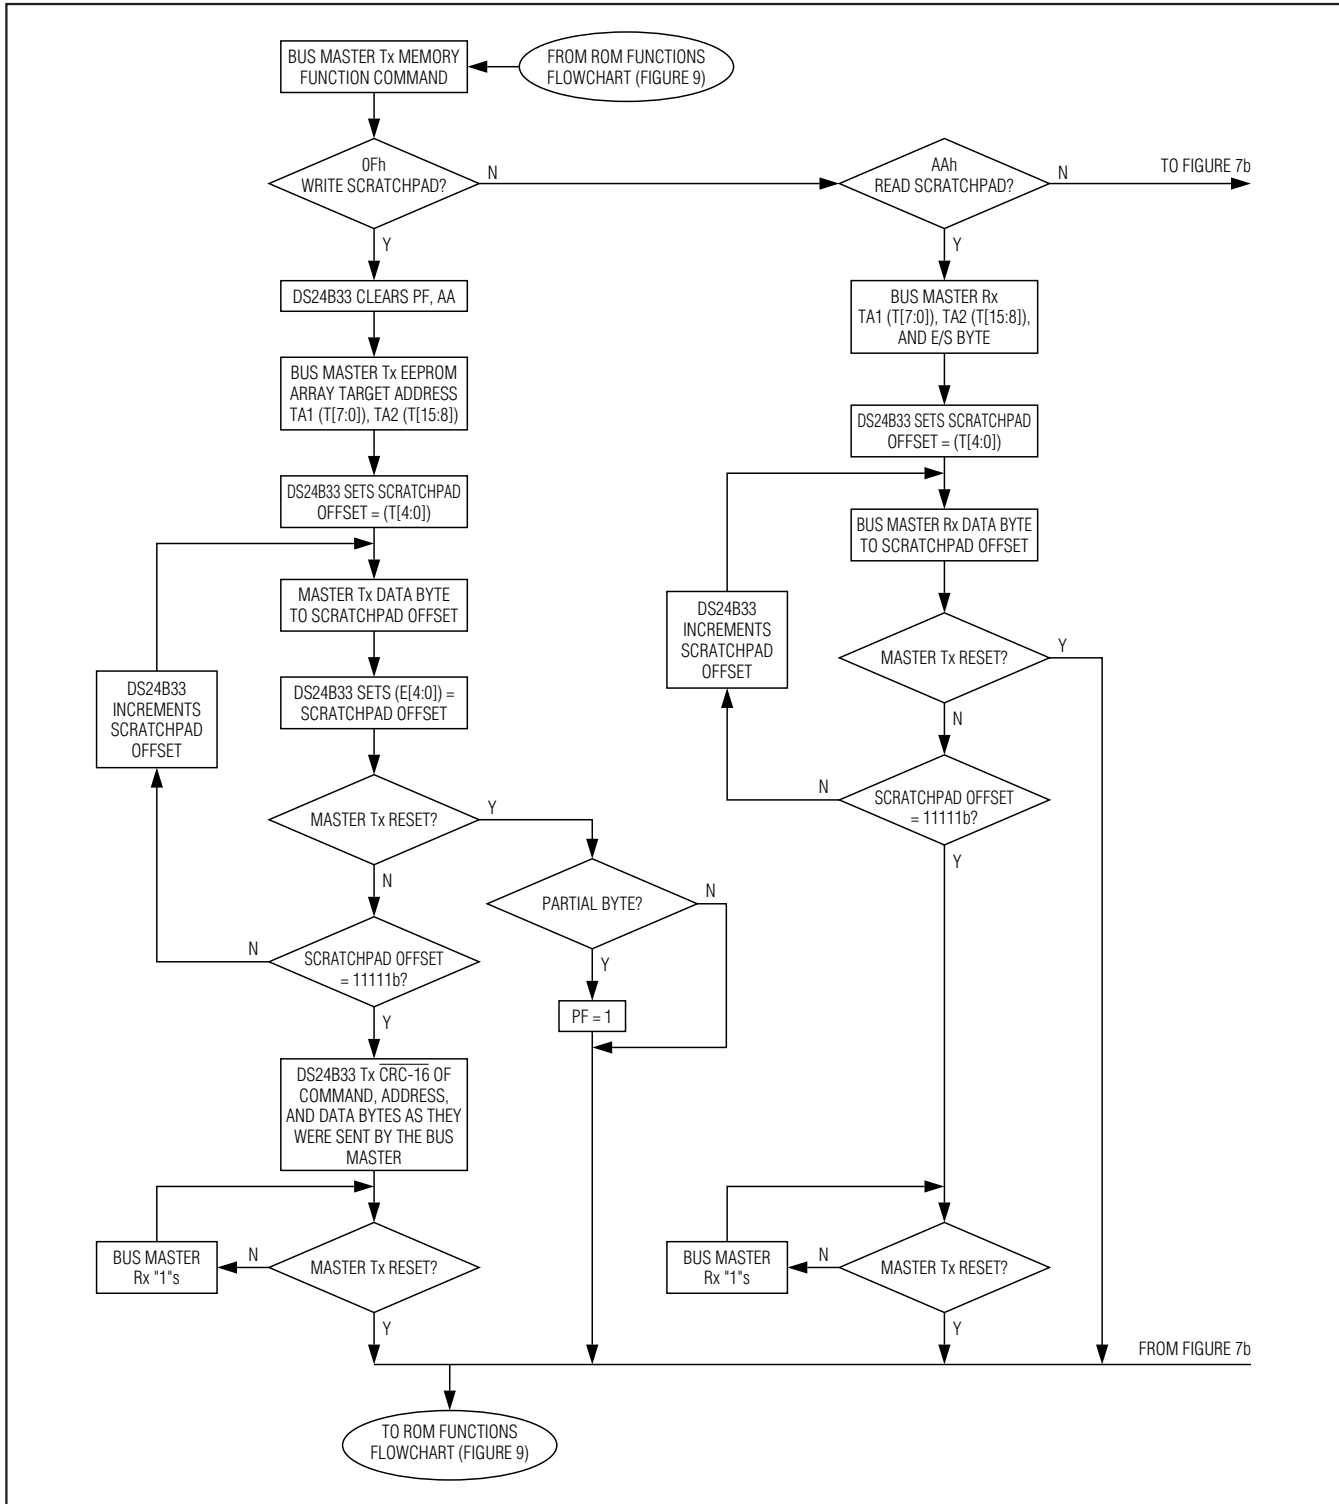 BUS MASTER Tx MEMORY
FUNCTION COMMAND
FROM ROM FUNCTIONS
FLOWCHART (FIGURE 9)
0Fh
WRITE SCRATCHPAD?
N
Y
AAh
READ SCRATCHPAD?
N
TO FIGURE 7b
Y
DS24B33 CLEARS PF, AA
BUS MASTER Tx EEPROM
ARRAY TARGET ADDRESS
TA1 (T[7:0]), TA2 (T[15:8])
DS24B33 SETS SCRATCHPAD
OFFSET = (T[4:0])
MASTER Tx DATA BYTE
TO SCRATCHPAD OFFSET
DS24B33
INCREMENTS
SCRATCHPAD
OFFSET
DS24B33 SETS (E[4:0]) =
SCRATCHPAD OFFSET
MASTER Tx RESET?
Y
N
PARTIAL BYTE?
N
Y
PF = 1
SCRATCHPAD OFFSET
= 11111b?
N
Y
DS24B33 Tx CRC-16 OF
COMMAND, ADDRESS,
AND DATA BYTES AS THEY
WERE SENT BY THE BUS
MASTER
BUS MASTER
Rx "1"s
N
MASTER Tx RESET?
Y
BUS MASTER Rx
TA1 (T[7:0]), TA2 (T[15:8]),
AND E/S BYTE
DS24B33 SETS SCRATCHPAD
OFFSET = (T[4:0])
BUS MASTER Rx DATA BYTE
TO SCRATCHPAD OFFSET
DS24B33
INCREMENTS
SCRATCHPAD
OFFSET
MASTER Tx RESET?
Y
N
SCRATCHPAD OFFSET
= 11111b?
N
Y
BUS MASTER
Rx "1"s
N
MASTER Tx RESET?
Y
FROM FIGURE 7b
TO ROM FUNCTIONS
FLOWCHART (FIGURE 9)